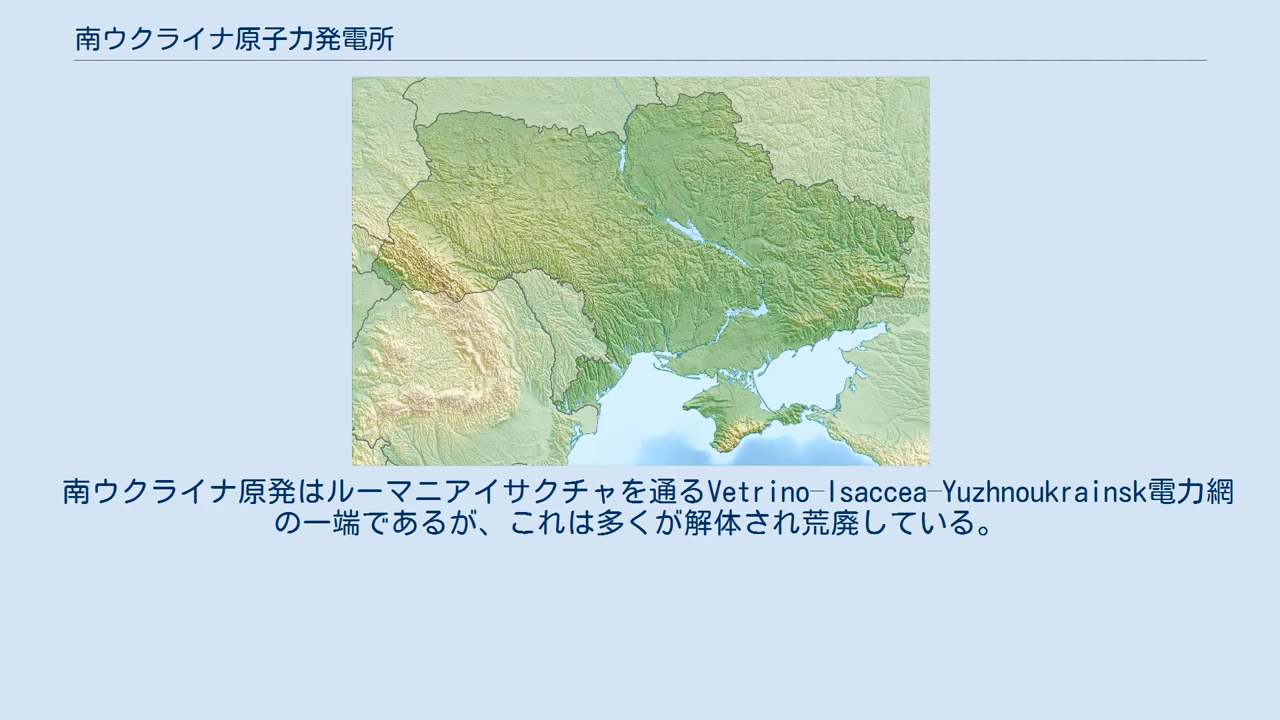 南ウクライナ原子力発電所
南ウクライナ原発はルーマニアイサクチャを通るVetrino–Isaccea–Yuzhnoukrainsk電力網
の一端であるが、これは多くが解体され荒廃している。